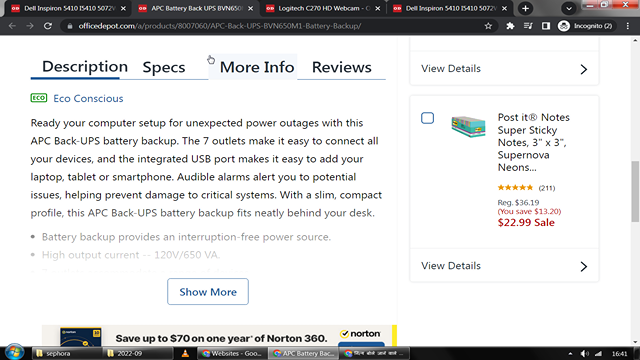 Dell Inspiron 5410 I5410 5072V
APC Battery Back UPS BVN650M
Logitech C270 HD Webcam - O
Dell Inspiron 5410 I5410 5072V
officedepot.com/a/products/8007060/APC-Back-UPS-BVN650M1-Battery-Backup/
Incognito (2)
Description
Specs
More Info
Reviews
ECO Eco Conscious
Ready your computer setup for unexpected power outages with this
APC Back-UPS battery backup. The 7 outlets make it easy to connect all
your devices, and the integrated USB port makes it easy to add your
laptop, tablet or smartphone. Audible alarms alert you to potential
issues, helping prevent damage to critical systems. With a slim, compact
profile, this APC Back-UPS battery backup fits neatly behind your desk.
• Battery backup provides an interruption-free power source.
• High output current -- 120V/650 VA.
Show More
View Details
Post it® Notes
Super Sticky
Notes, 3" x 3",
Supernova
Neons...
(211)
Reg. $36.19
(You save $13.20)
$22.99 Sale
View Details
Save up to $70 on one year* of Norton 360.
norton
sephora
2022-09
Websites - Goo...
APC Battery Bac...
16:41